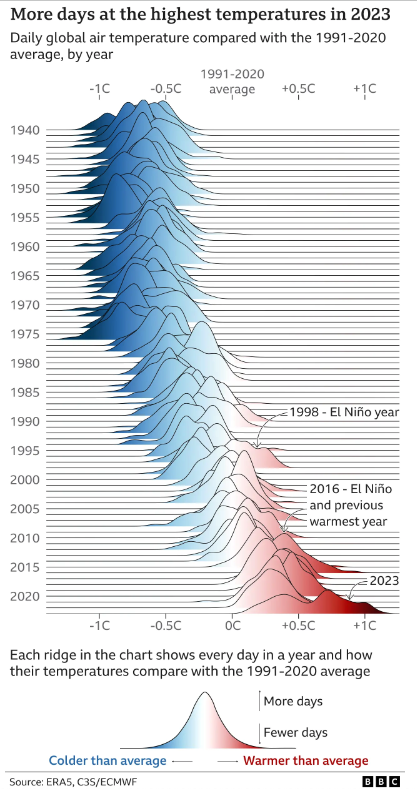 More days at the highest temperatures in 2023
Daily global air temperature compared with the 1991-2020
average, by year
1991-2020
average
-1C -0.5C +0.5C +1C
1940
1945
1950
1955
1960
1965
1970
1975
1980
1985
1998 - El Niño year
1990
1995
2000
2016 - El Niño
and previous
warmest year
2005
2010
2015
2023
2020
-1C -0.5C 0C +0.5C +1C
Each ridge in the chart shows every day in a year and how
their temperatures compare with the 1991-2020 average
More days
Fewer days
Colder than average
Warmer than average
Source: ERA5, C3S/ECMWF
BBC